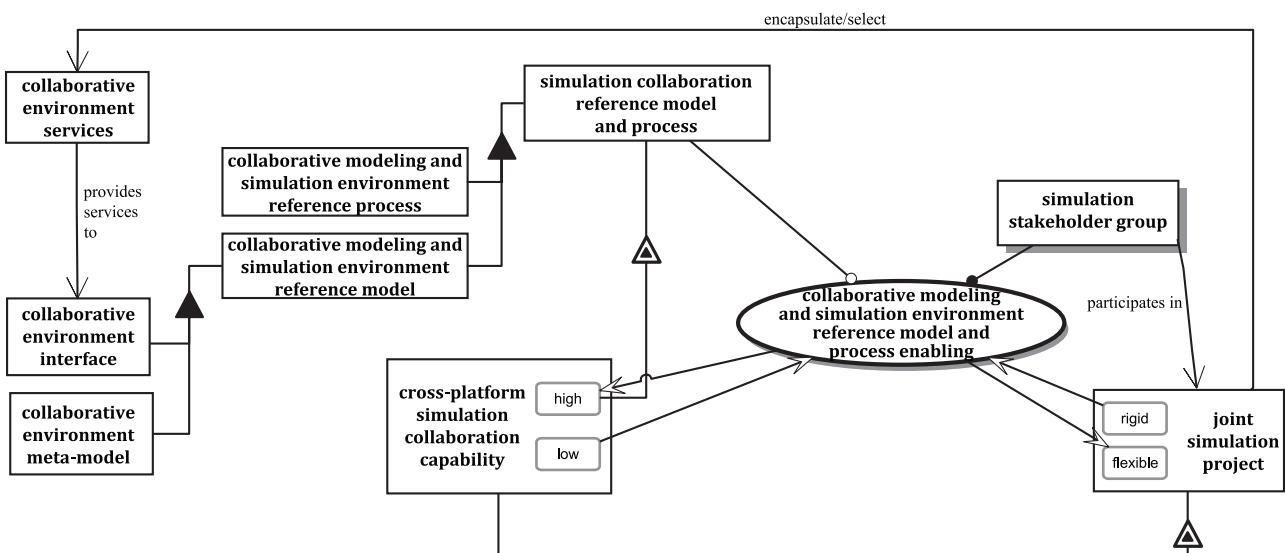 encapsulate/select
collaborative
environment
services
simulation collaboration
reference model
and process
collaborative modeling and
simulation environment
reference process
provides
services
to
simulation
stakeholder group
collaborative modeling and
simulation environment
reference model
collaborative
environment
interface
collaborative modeling
and simulation environment
reference model and
process enabling
participates in
cross-platform
simulation
collaboration
capability
high
low
collaborative
environment
meta-model
rigid
flexible
joint
simulation
project